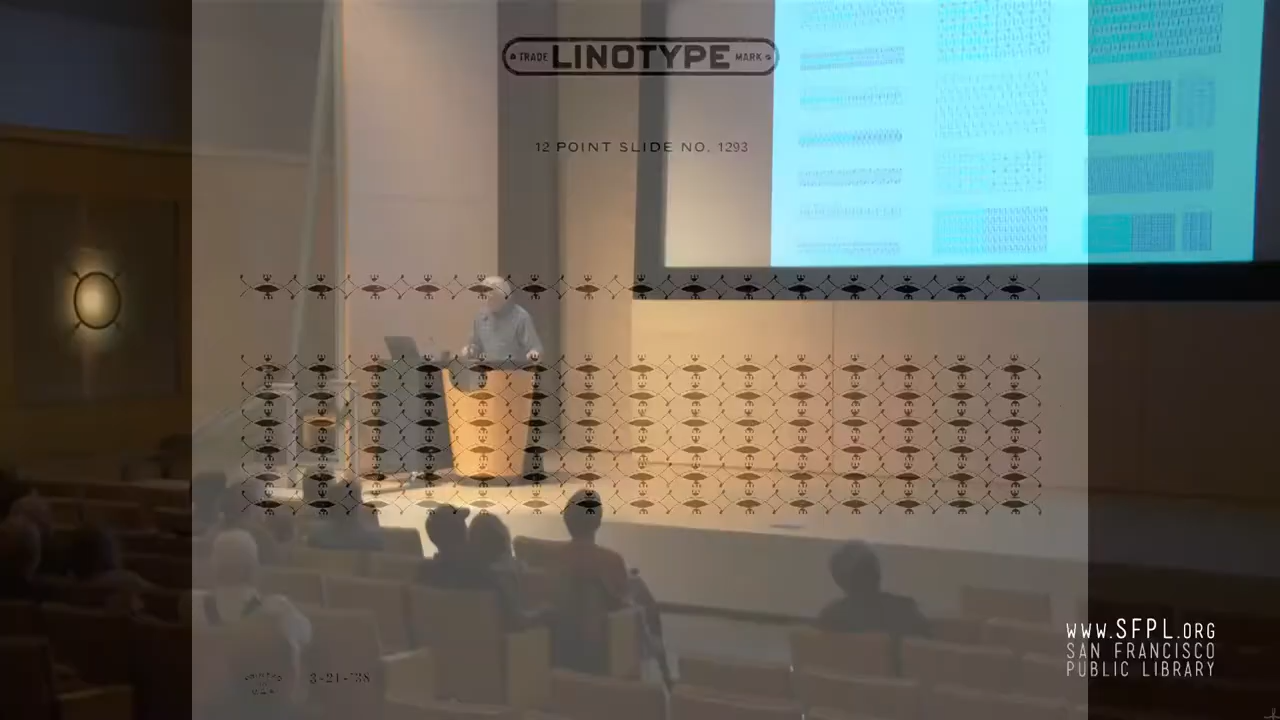 TRADE LINOTYPE MARK
12 POINT SLIDE NO. 1293
3-21-'38
www.SFPL.ORG
SAN FRANCISCO
PUBLIC LIBRARY